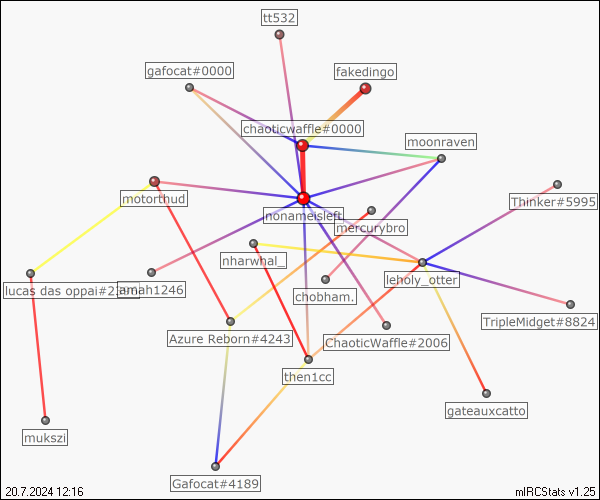 tt532
gafocat#0000
fakedingo
chaoticwaffle#0000
moonraven
motorthud
Thinker#5995
nonameisleft
mercurybro
nharwhal_
lucas das oppai#
amah1246
leholy_otter
chobham.
TripleMidget#8824
Azure Reborn#4243
ChaoticWaffle#2006
then1cc
gateauxcatto
mukszi
Gafocat#4189
20.7.2024 12:16
mIRCStats v1.25